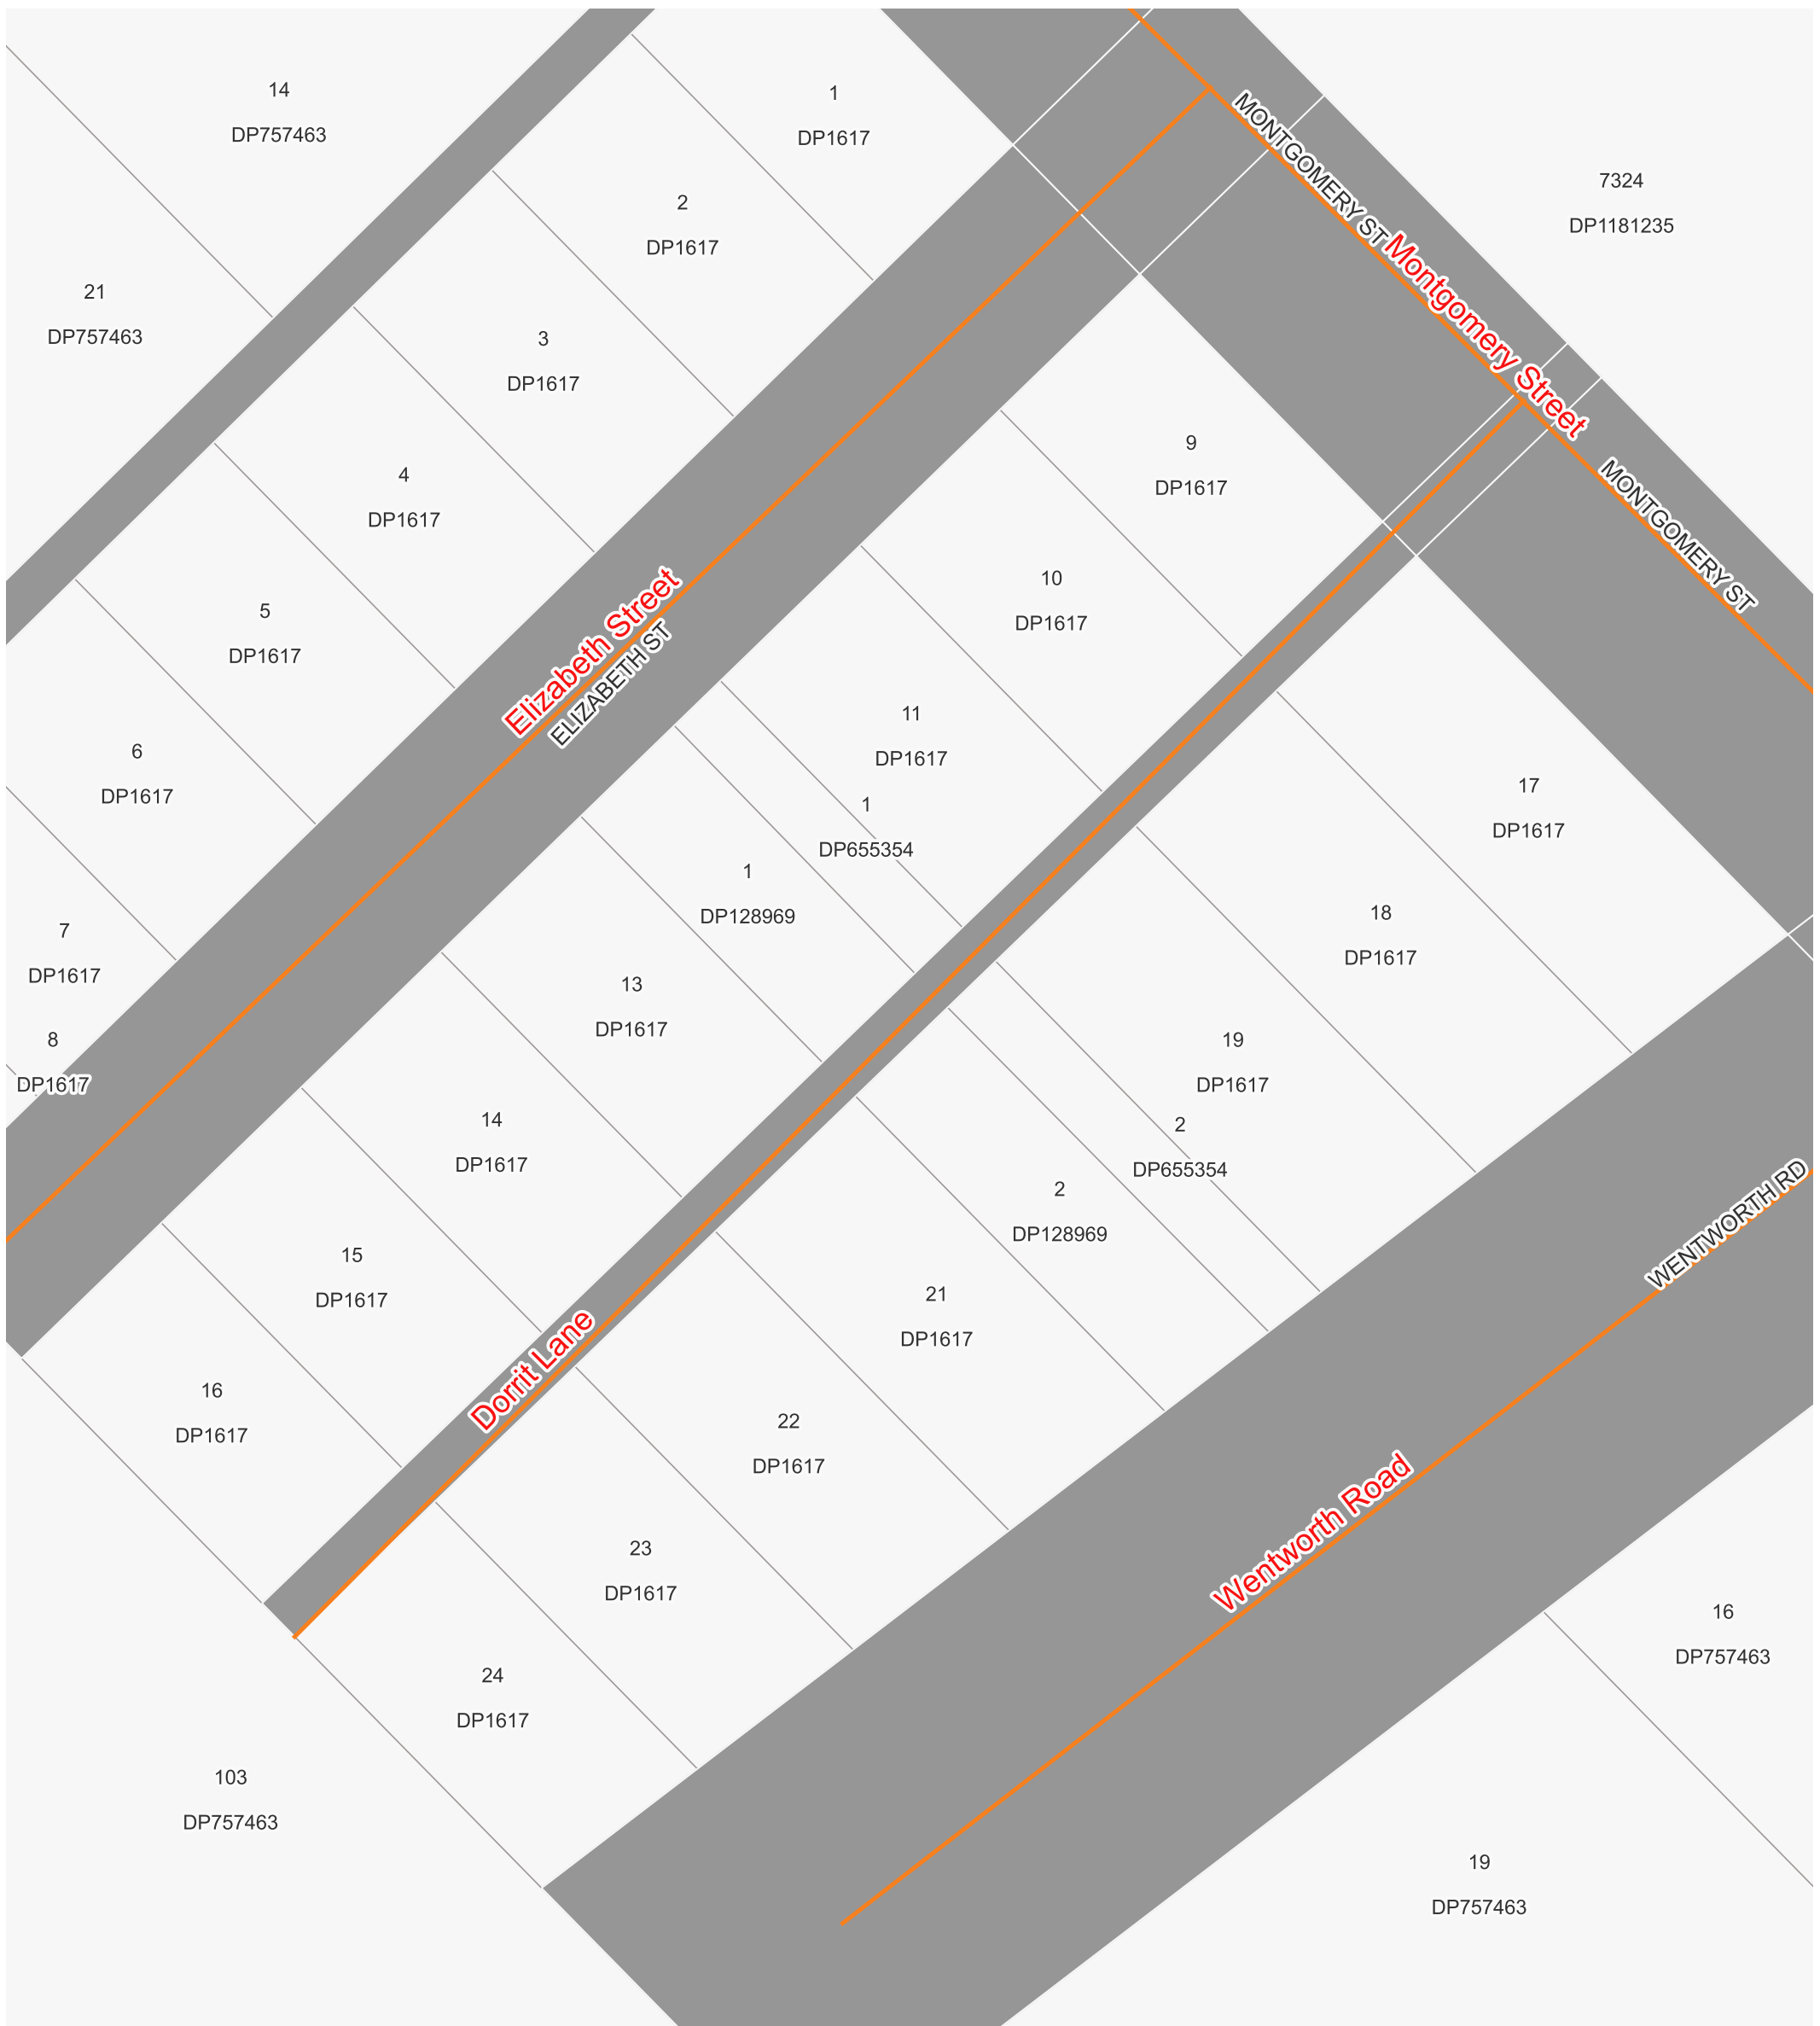 14
DP757463
1
DP1617
MONTGOMERY ST
7324
DP1181235
2
DP1617
Montgomery Street
21
DP757463
3
DP1617
9
DP1617
4
DP1617
MONTGOMERY ST
10
DP1617
5
DP1617
Elizabeth Street
ELIZABETH ST
11
DP1617
6
DP1617
17
DP1617
1
DP655354
1
DP128969
18
DP1617
7
DP1617
13
DP1617
8
DP1617
19
DP1617
14
DP1617
2
DP655354
2
DP128969
WENTWORTH RD
15
DP1617
21
DP1617
Dorrit Lane
16
DP1617
22
DP1617
Wentworth Road
23
DP1617
16
DP757463
24
DP1617
103
DP757463
19
DP757463